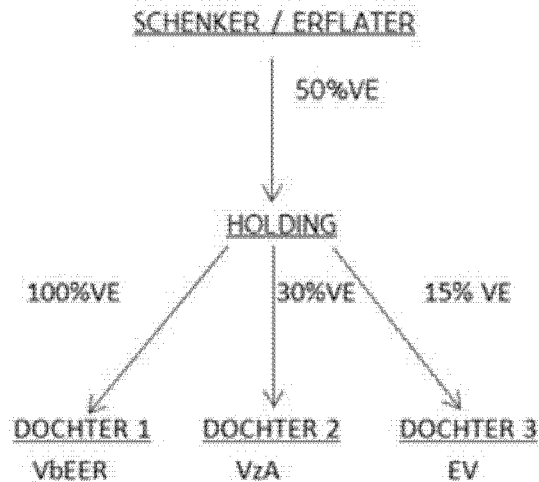 SCHENKER / ERFLATER
50%VE
HOLDING
100%VE 30%VE 15% VE
DOCHTER 1 DOCHTER 2 DOCHTER 3
VbEER VzA EV